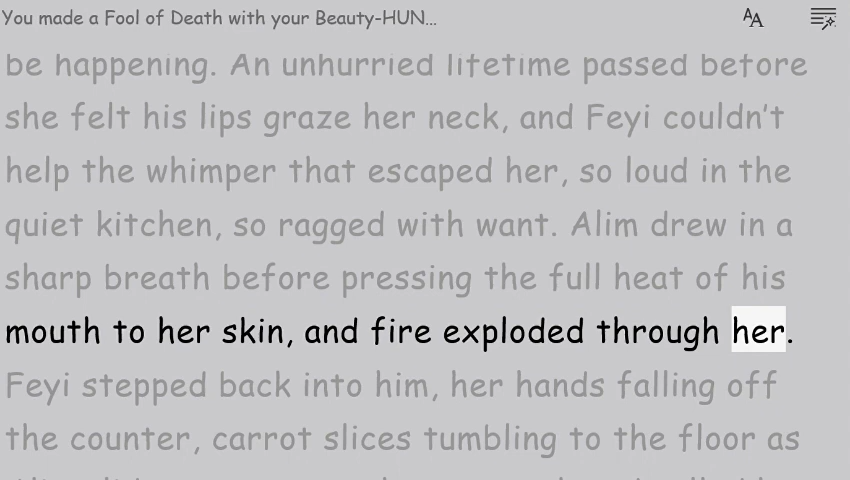 You made a Fool of Death with your Beauty-HUN...
AA
be happening. An unhurried lifetime passed before
she felt his lips graze her neck, and Feyi couldn't
help the whimper that escaped her, so loud in the
quiet kitchen, so ragged with want. Alim drew in a
sharp breath before pressing the full heat of his
mouth to her skin, and fire exploded through her.
Feyi stepped back into him, her hands falling off
the counter, carrot slices tumbling to the floor as